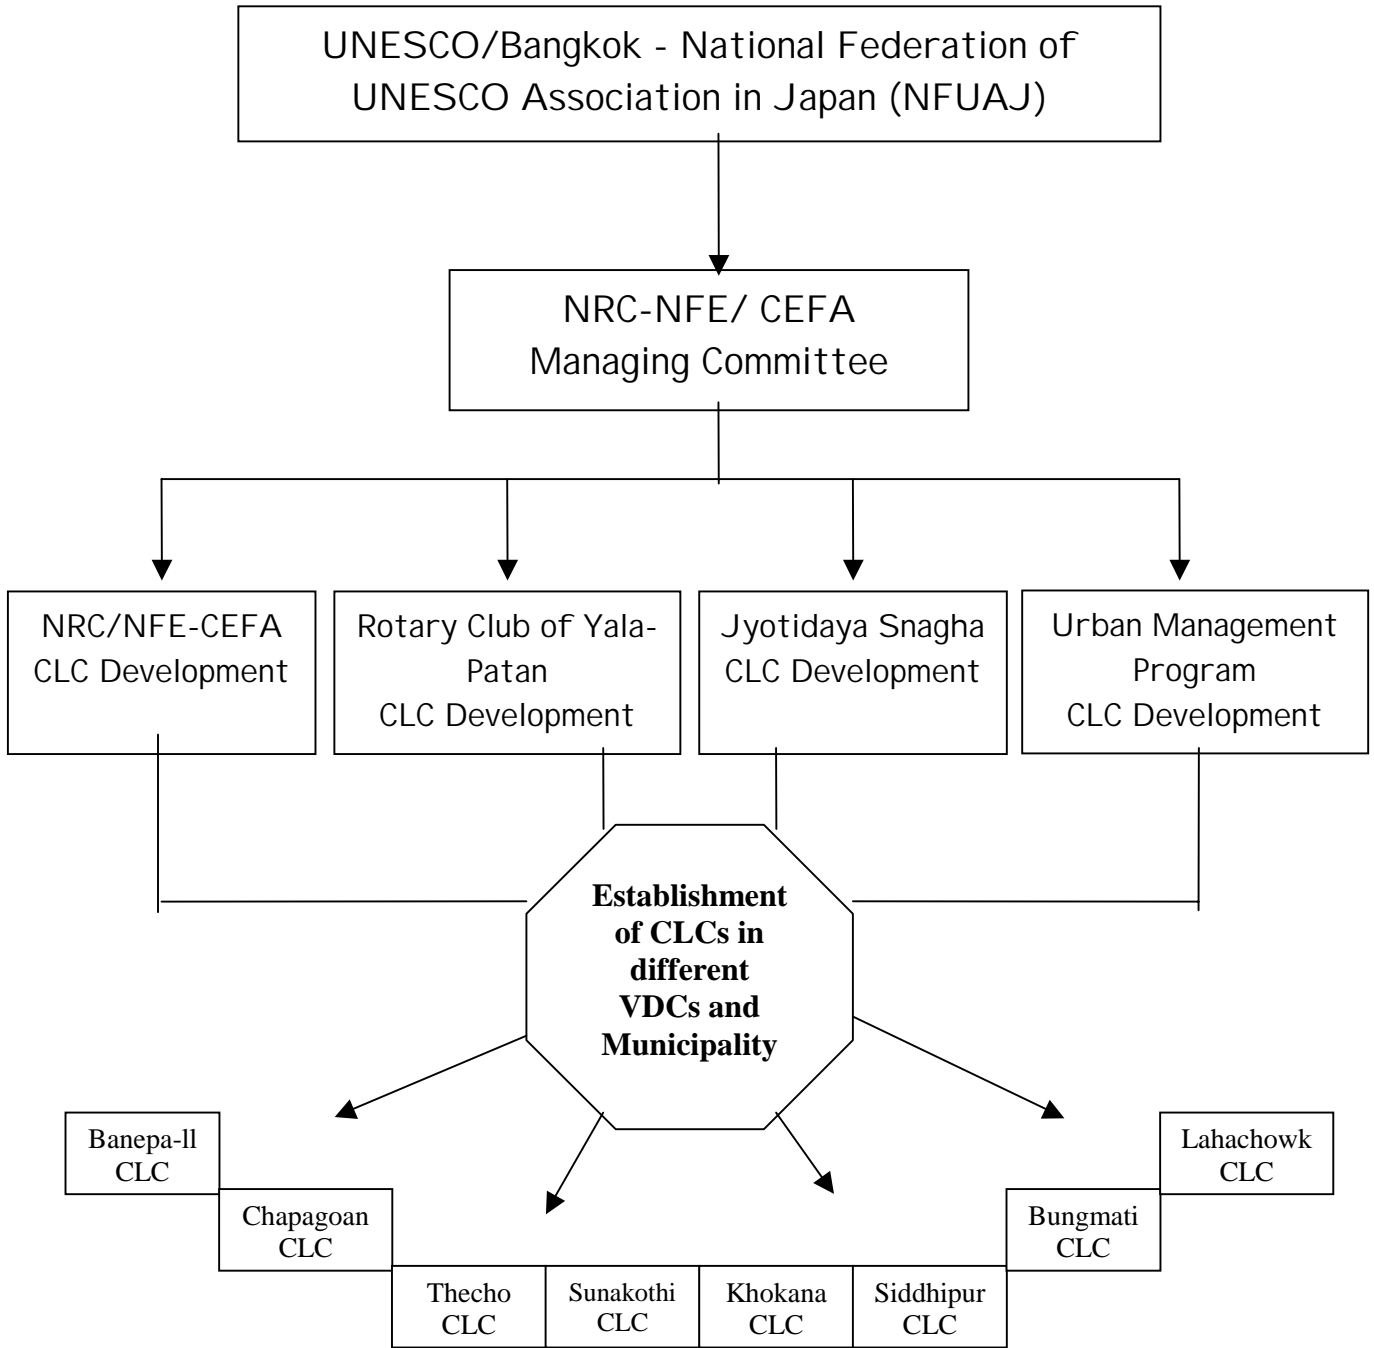 UNESCO/Bangkok - National Federation of
UNESCO Association in Japan (NFUAJ)
NRC-NFE/ CEFA
Managing Committee
NRC/NFE-CEFA
CLC Development
Rotary Club of Yala-
Patan
CLC Development
Jyotidaya Snagha
CLC Development
Urban Management
Program
CLC Development
Establishment
of CLCs in
different
VDCs and
Municipality
Banepa-ll
CLC
Chapagoan
CLC
Thecho
CLC
Sunakothi
CLC
Khokana
CLC
Siddhipur
CLC
Bungmati
CLC
Lahachowk
CLC